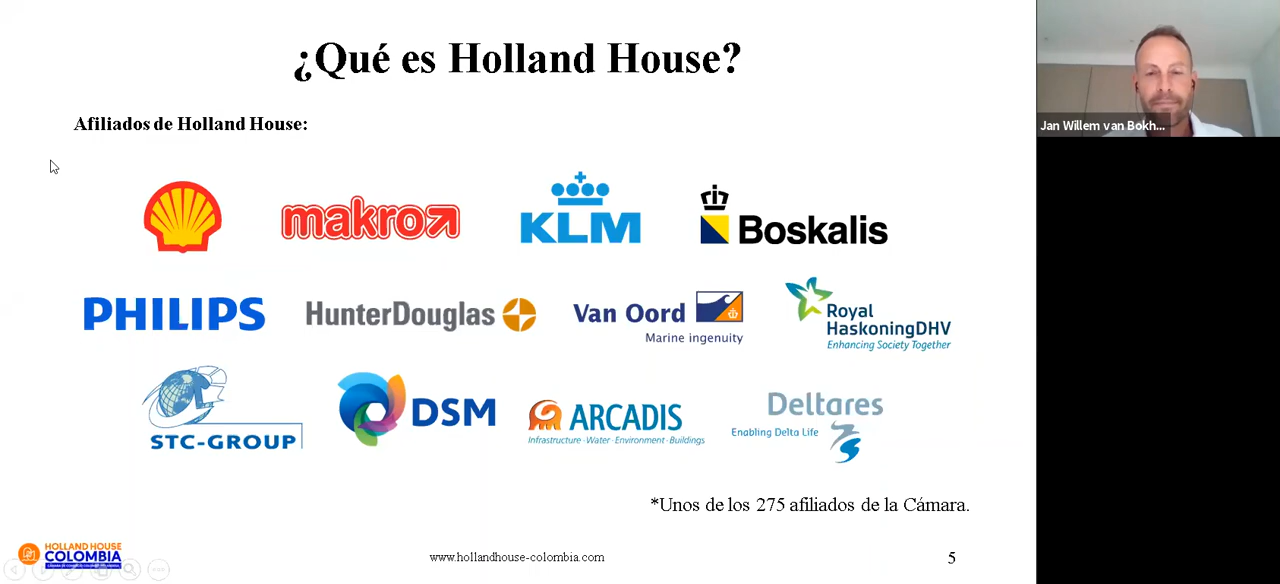 ¿Qué es Holland House?
Jan Willem van Bokh...
Afiliados de Holland House:
makro
KLM
Boskalis
PHILIPS
HunterDouglas
Van Oord
Marine ingenuity
Royal
HaskoningDHV
Enhancing Society Together
STC-GROUP
DSM
ARCADIS
Infrastructure · Water · Environment · Buildings
Deltares
Enabling Delta Life
*Unos de los 275 afiliados de la Cámara.
HOLLAND HOUSE
COLOMBIA
www.hollandhouse-colombia.com
5